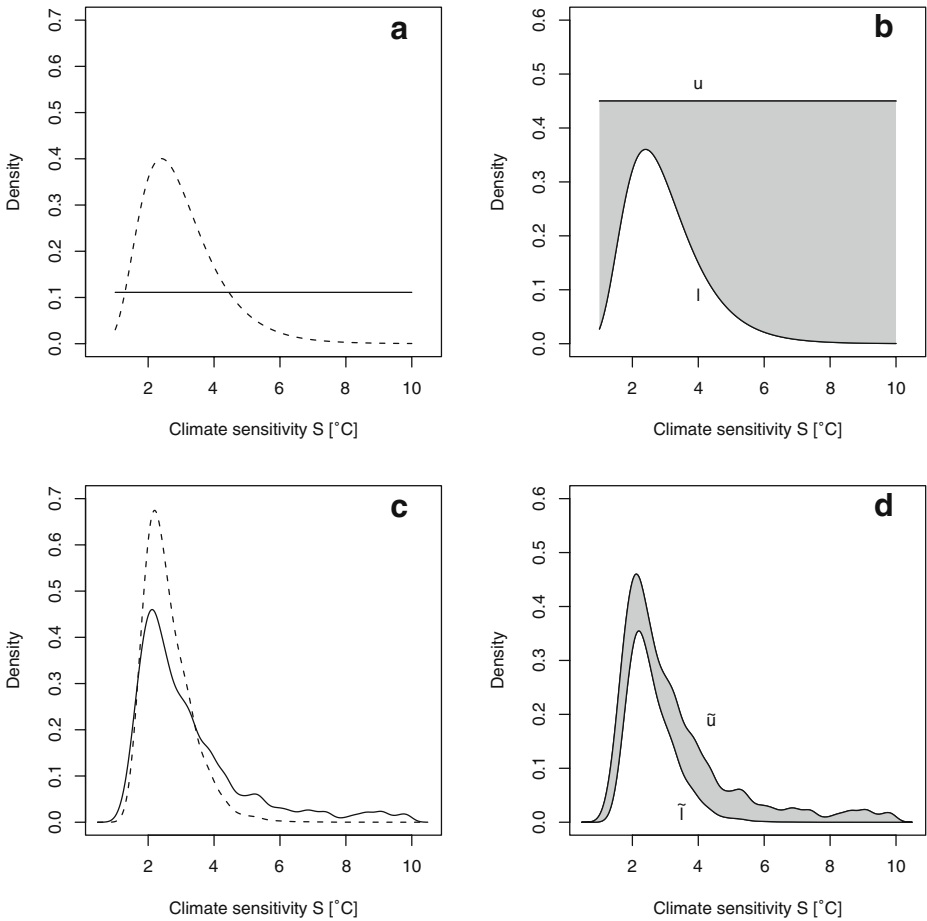 a
0.0 0.1 0.2 0.3 0.4 0.5 0.6 0.7
Density
2 4 6 8 10
Climate sensitivity S [˚C]
b
u
l
0.0 0.1 0.2 0.3 0.4 0.5 0.6
Density
2 4 6 8 10
Climate sensitivity S [˚C]
c
0.0 0.1 0.2 0.3 0.4 0.5 0.6 0.7
Density
2 4 6 8 10
Climate sensitivity S [˚C]
d
ũ
l̃
0.0 0.1 0.2 0.3 0.4 0.5 0.6
Density
2 4 6 8 10
Climate sensitivity S [˚C]